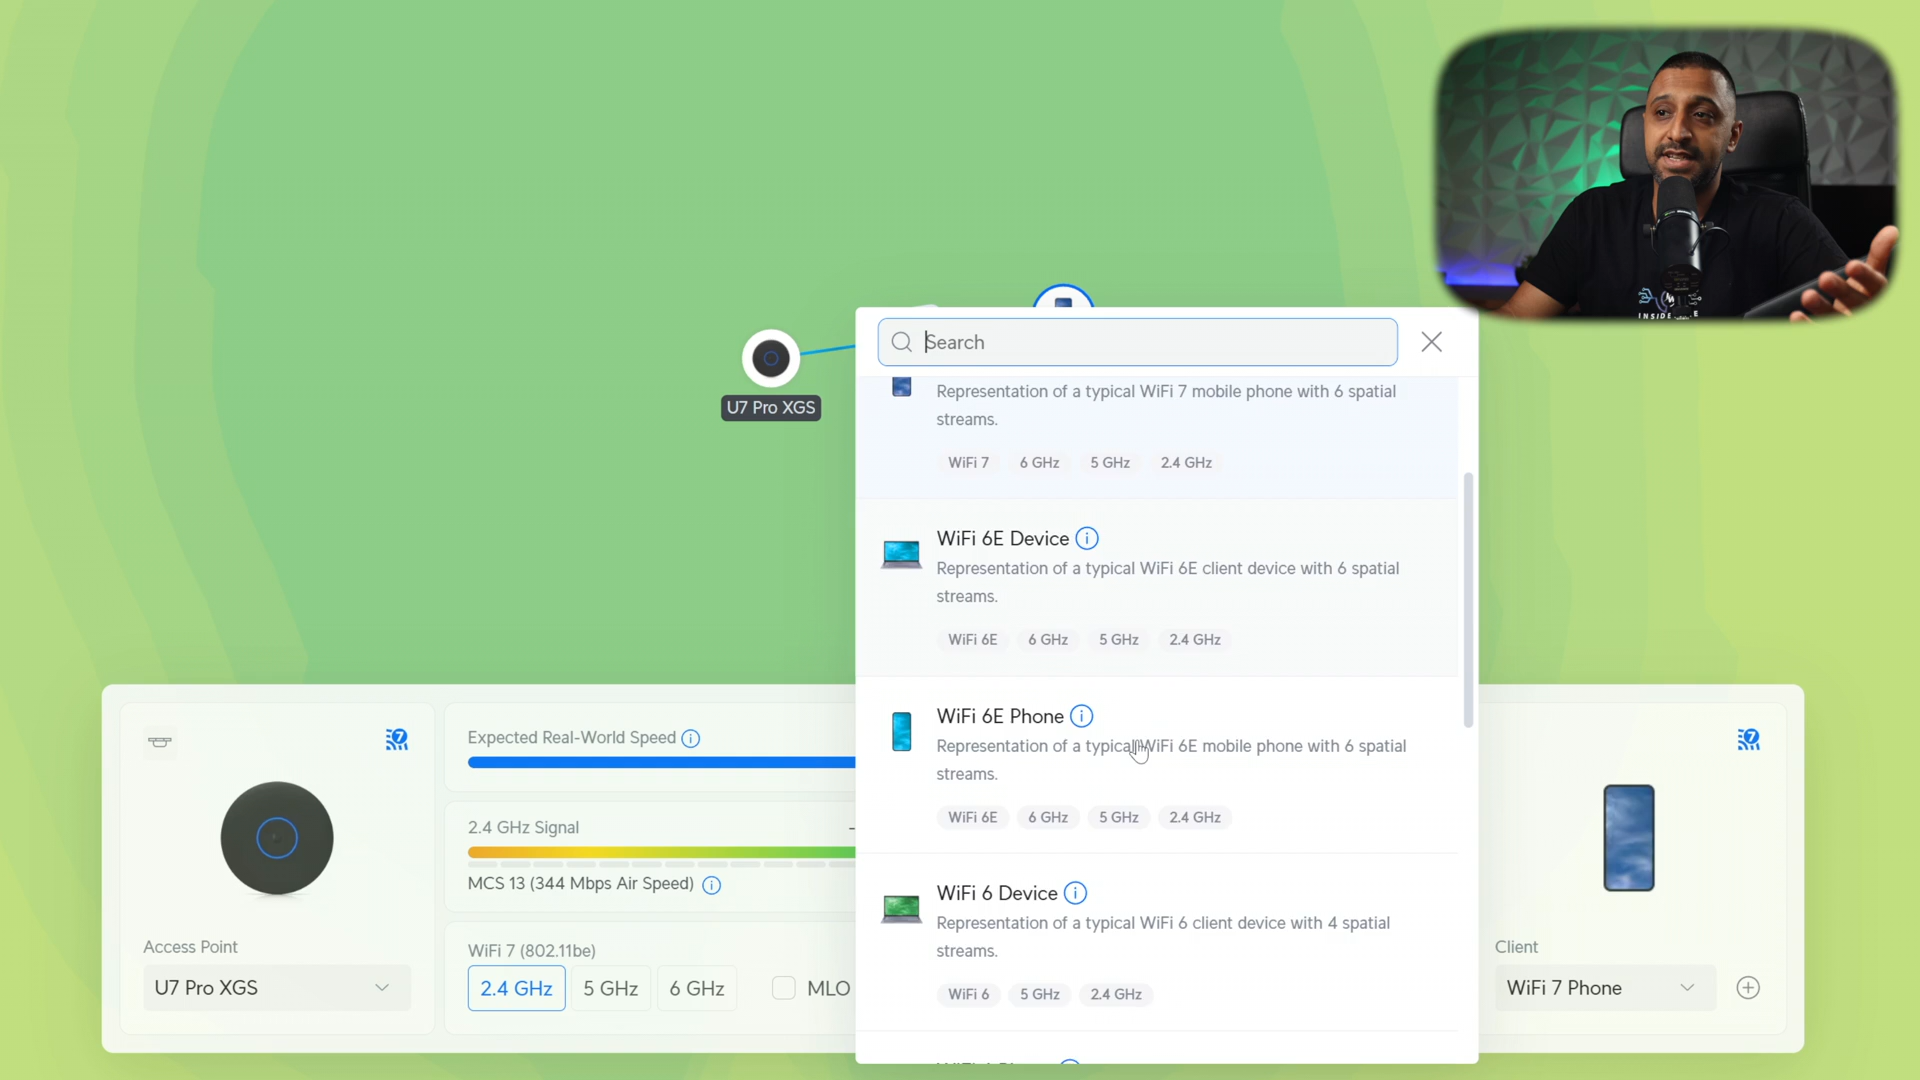 INSIDE
U7 Pro XGS
Search
Representation of a typical WiFi 7 mobile phone with 6 spatial
streams.
WiFi 7 6 GHz 5 GHz 2.4 GHz
WiFi 6E Device
Representation of a typical WiFi 6E client device with 6 spatial
streams.
WiFi 6E 6 GHz 5 GHz 2.4 GHz
WiFi 6E Phone
Representation of a typical WiFi 6E mobile phone with 6 spatial
streams.
WiFi 6E 6 GHz 5 GHz 2.4 GHz
WiFi 6 Device
Representation of a typical WiFi 6 client device with 4 spatial
streams.
WiFi 6 5 GHz 2.4 GHz
7
Access Point
U7 Pro XGS
Expected Real-World Speed
2.4 GHz Signal
MCS 13 (344 Mbps Air Speed)
WiFi 7 (802.11be)
2.4 GHz 5 GHz 6 GHz MLO
7
Client
WiFi 7 Phone